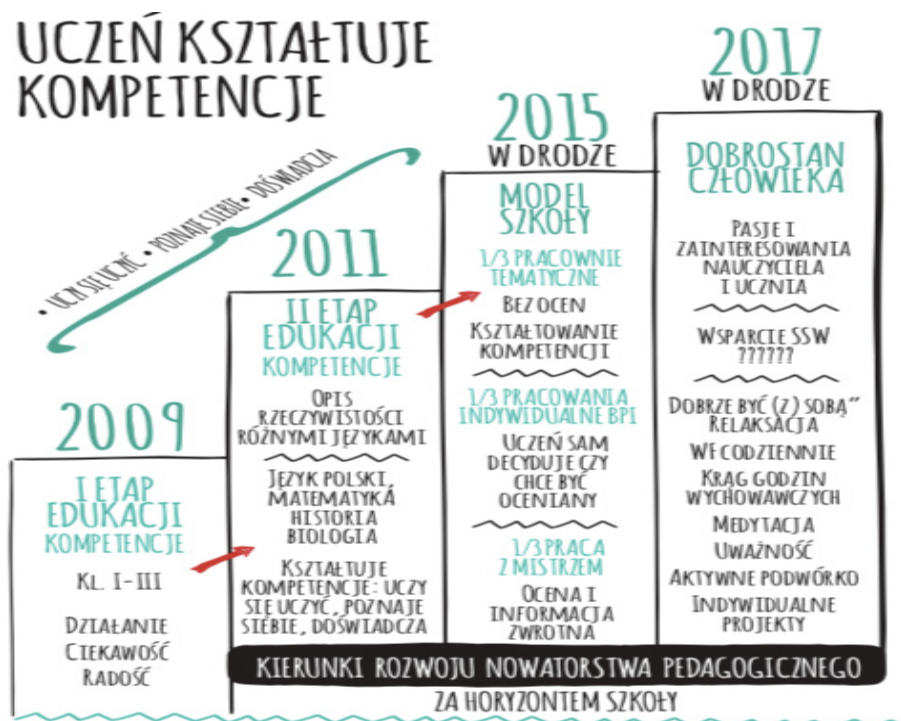 UCZEŃ KSZTAŁTUJE
KOMPETENCJE
• UCZY SIĘ UCZYĆ • POZNAJE SIEBIE • DOŚWIADCZA
2009
I ETAP
EDUKACJI
KOMPETENCJE
KL. I-III
DZIAŁANIE
CIEKAWOŚĆ
RADOŚĆ
2011
II ETAP
EDUKACJI
KOMPETENCJE
OPIS
RZECZYWISTOŚCI
RÓŻNYMI JĘZYKAMI
JĘZYK POLSKI,
MATEMATYKA
HISTORIA
BIOLOGIA
KSZTAŁTUJE
KOMPETENCJE: UCZY
SIĘ UCZYĆ, POZNAJE
SIEBIE, DOŚWIADCZA
2015
W DRODZE
MODEL
SZKOŁY
1/3 PRACOWNIE
TEMATYCZNE
BEZ OCEN
KSZTAŁTOWANIE
KOMPETENCJI
1/3 PRACOWANIA
INDYWIDUALNE BPI
UCZEŃ SAM
DECYDUJE CZY
CHCE BYĆ
OCENIANY
1/3 PRACA
Z MISTRZEM
OCENA I
INFORMACJA
ZWROTNA
2017
W DRODZE
DOBROSTAN
CZŁOWIEKA
PASJE I
ZAINTERESOWANIA
NAUCZYCIELA
I UCZNIA
WSPARCIE SSW
??????
DOBRZE BYĆ (Z) SOBĄ"
RELAKSACJA
WF CODZIENNIE
KRĄG GODZIN
WYCHOWAWCZYCH
MEDYTACJA
UWAŻNOŚĆ
AKTYWNE PODWÓRKO
INDYWIDUALNE
PROJEKTY
KIERUNKI ROZWOJU NOWATORSTWA PEDAGOGICZNEGO
ZA HORYZONTEM SZKOŁY